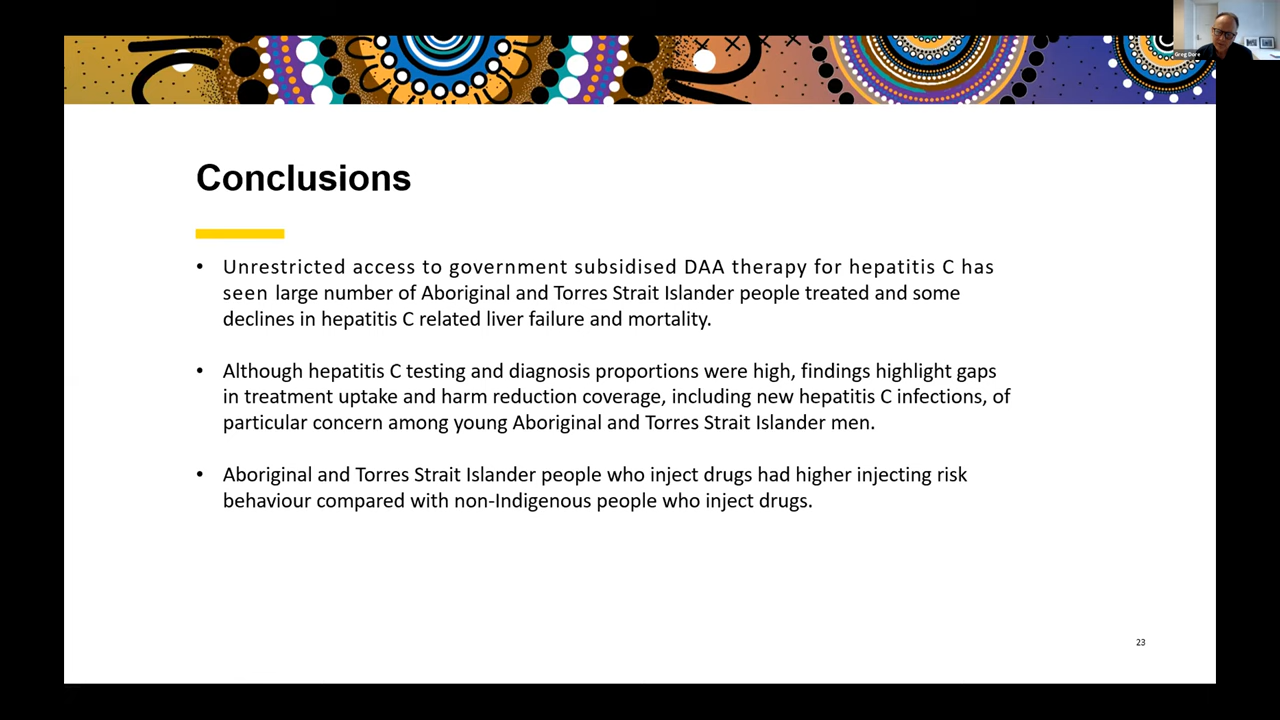 Greg Dore
Conclusions
• Unrestricted access to government subsidised DAA therapy for hepatitis C has
seen large number of Aboriginal and Torres Strait Islander people treated and some
declines in hepatitis C related liver failure and mortality.
• Although hepatitis C testing and diagnosis proportions were high, findings highlight gaps
in treatment uptake and harm reduction coverage, including new hepatitis C infections, of
particular concern among young Aboriginal and Torres Strait Islander men.
• Aboriginal and Torres Strait Islander people who inject drugs had higher injecting risk
behaviour compared with non-Indigenous people who inject drugs.
23